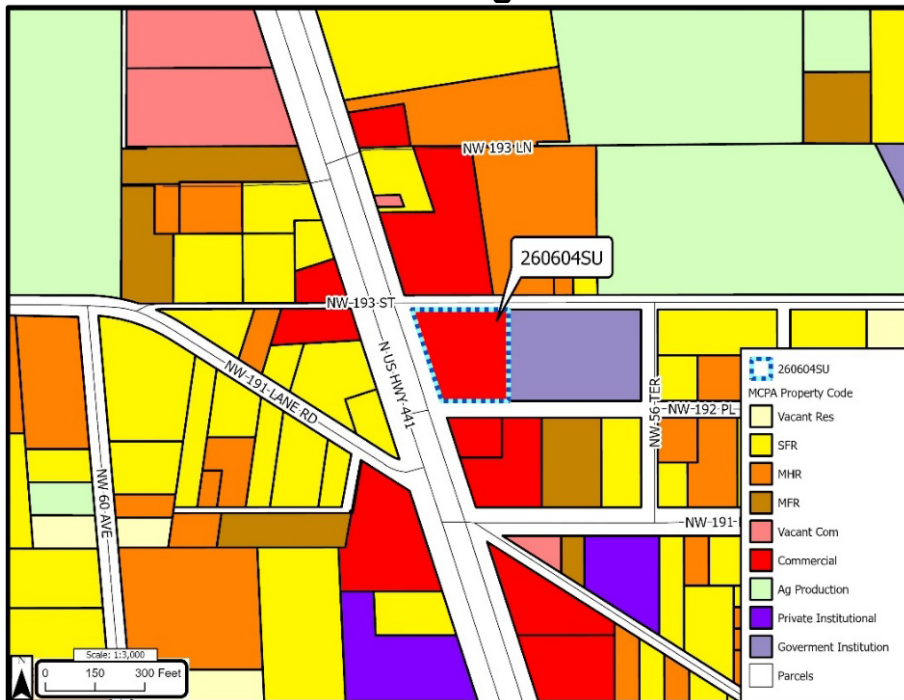 NW 193 LN
260604SU
NW 193 ST
N US HWY 441
NW 191 LANE RD
NW 60 AVE
NW 56 TER
NW 192 PL
NW 191
260604SU
MCPA Property Code
Vacant Res
SFR
MHR
MFR
Vacant Com
Commercial
Ag Production
Private Institutional
Goverment Institution
Parcels
N
Scale: 1:3,000
0 150 300 Feet